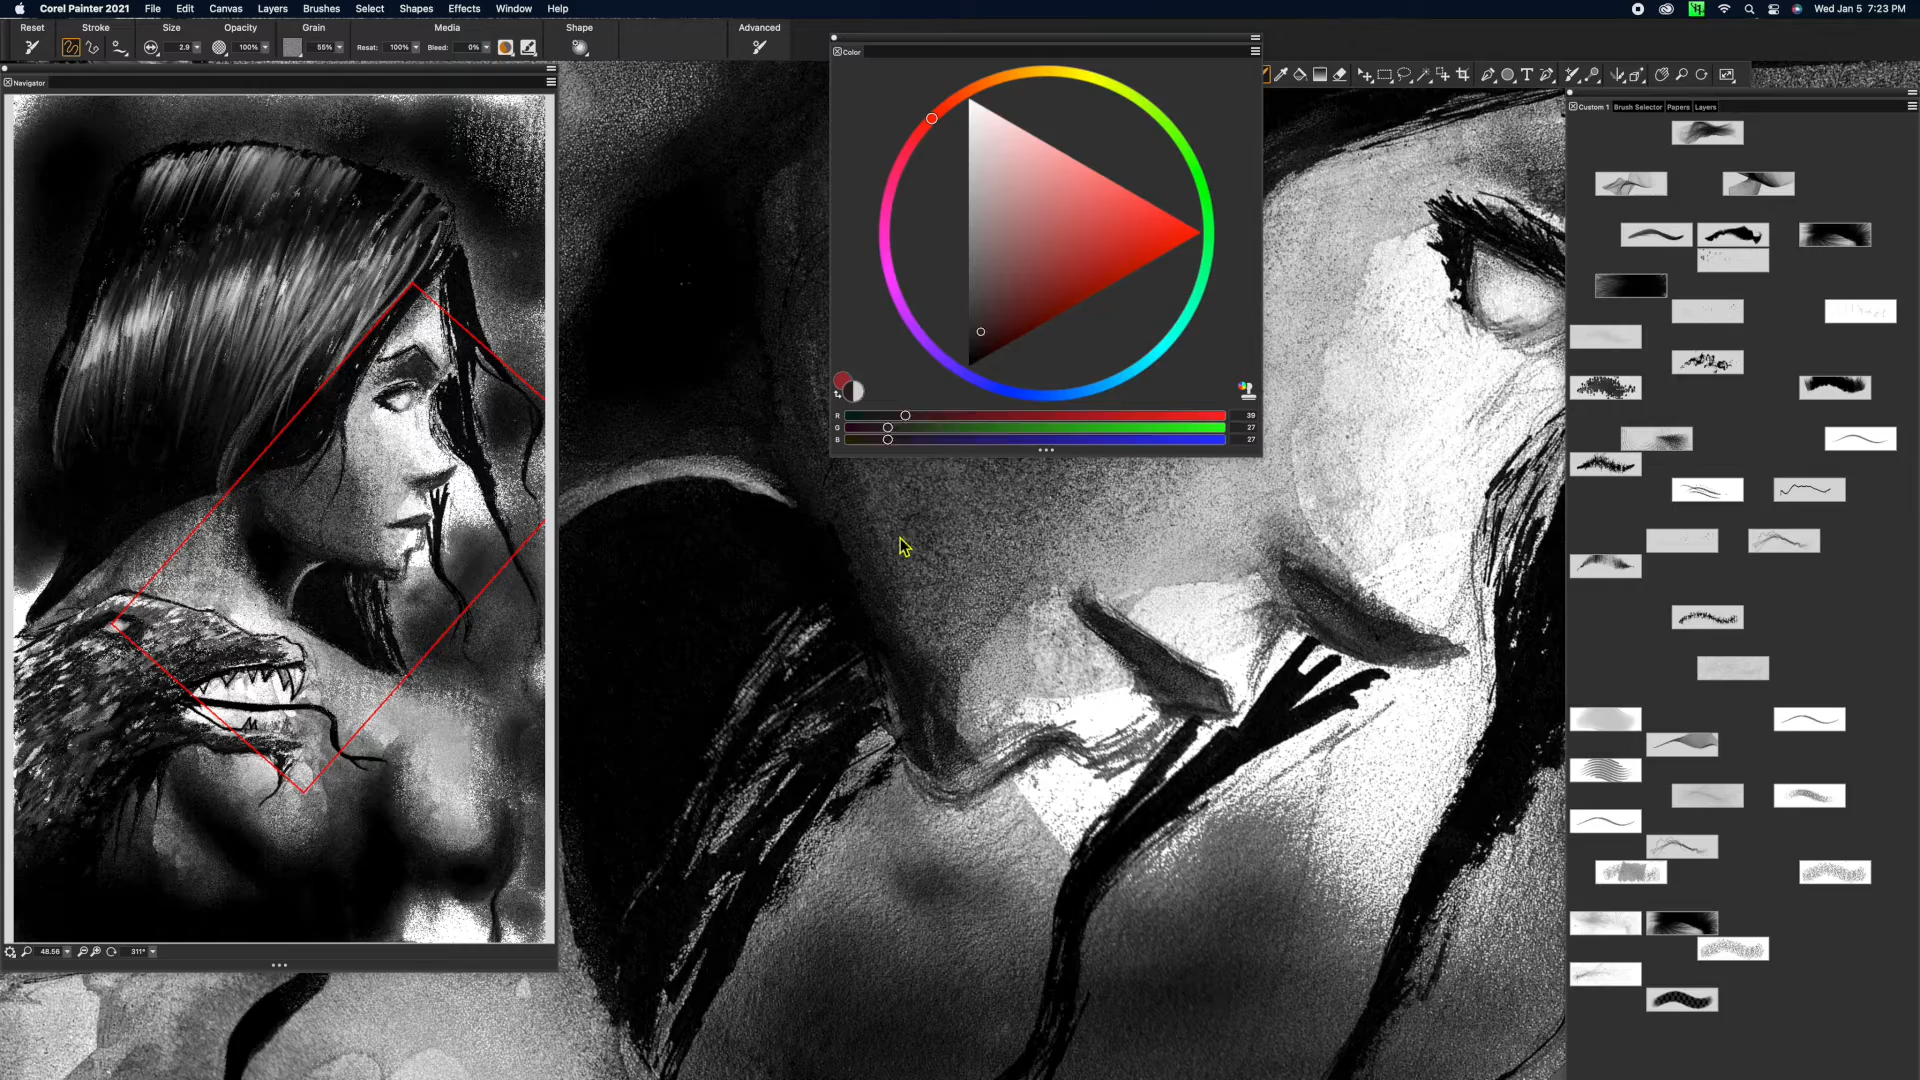 Corel Painter 2021 File Edit Canvas Layers Brushes Select Shapes Effects Window Help Wed Jan 5 7:23 PM
Reset Stroke Size Opacity Grain Media Shape Advanced
2.9 100% 55% Resat: 100% Bleed: 0%
Color
Navigator
Custom 1 Brush Selector Papers Layers
R 39
G 27
B 27
48.56 311°